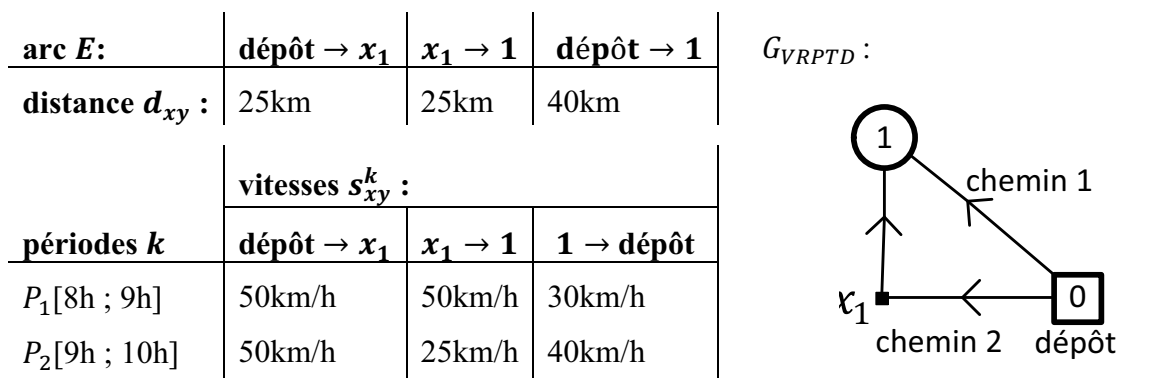 arc E: dépôt → x₁ x₁ → 1 dépôt → 1
distance dₓᵧ : 25km 25km 40km
vitesses sₓᵧᵏ :
périodes k dépôt → x₁ x₁ → 1 1 → dépôt
P₁[8h ; 9h] 50km/h 50km/h 30km/h
P₂[9h ; 10h] 50km/h 25km/h 40km/h
G_VRPTD :
1
chemin 1
x₁
0
chemin 2
dépôt